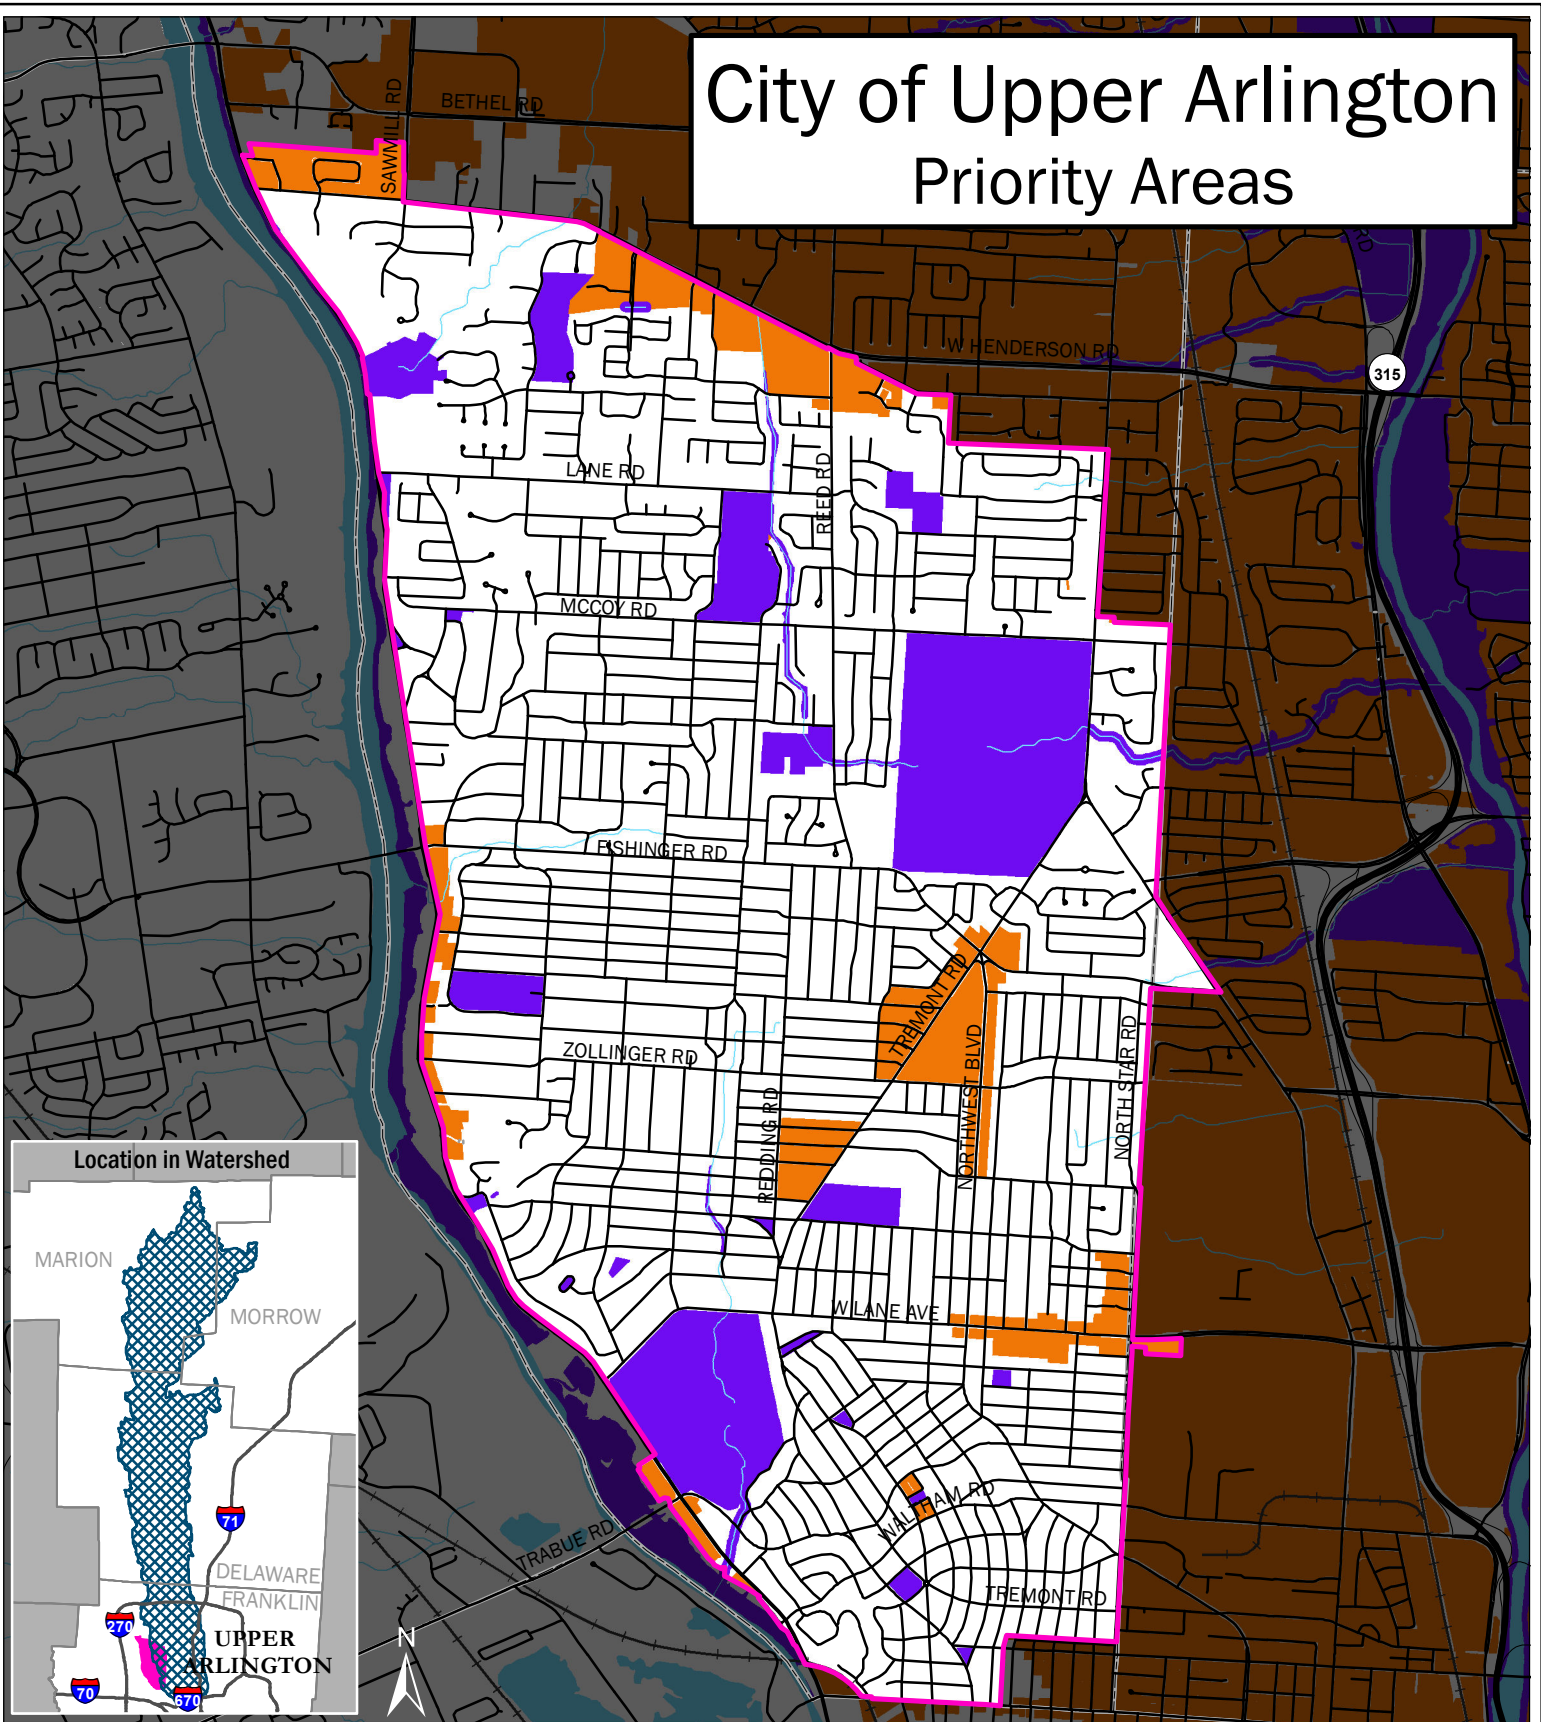 City of Upper Arlington
Priority Areas
SAWMILL RD
BETHEL RD
RD
W HENDERSON RD
315
LANE RD
REED RD
MCCOY RD
FISHINGER RD
TREMONT RD
ZOLLINGER RD
NORTHWEST BLVD
NORTH STAR RD
REDDING RD
W LANE AVE
WALTHAM RD
TRABUE RD
TREMONT RD
N
Location in Watershed
MARION
MORROW
71
DELAWARE
FRANKLIN
270
UPPER
ARLINGTON
70
670